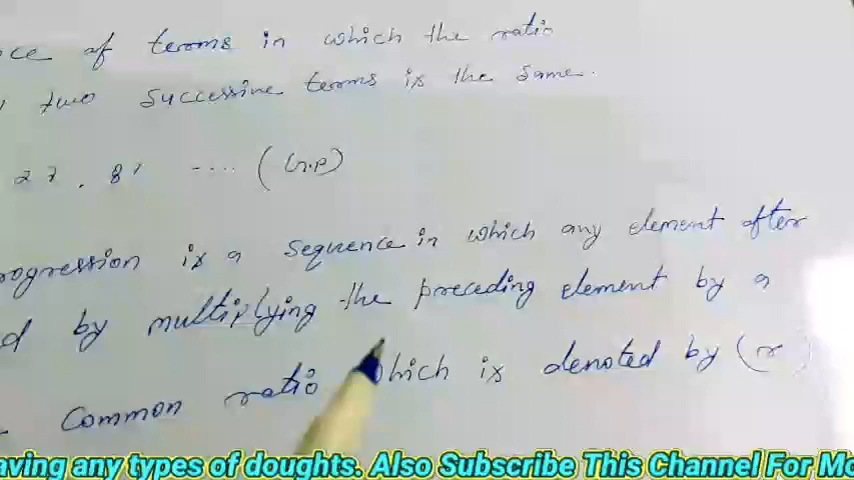 ce of terms in which the ratio
two successive terms is the same.
27, 81 .... (G.P)
rogression is a sequence in which any element after
d by multiplying the preceding element by a
Common ratio which is denoted by (r)
aving any types of doughts. Also Subscribe This Channel For Mo